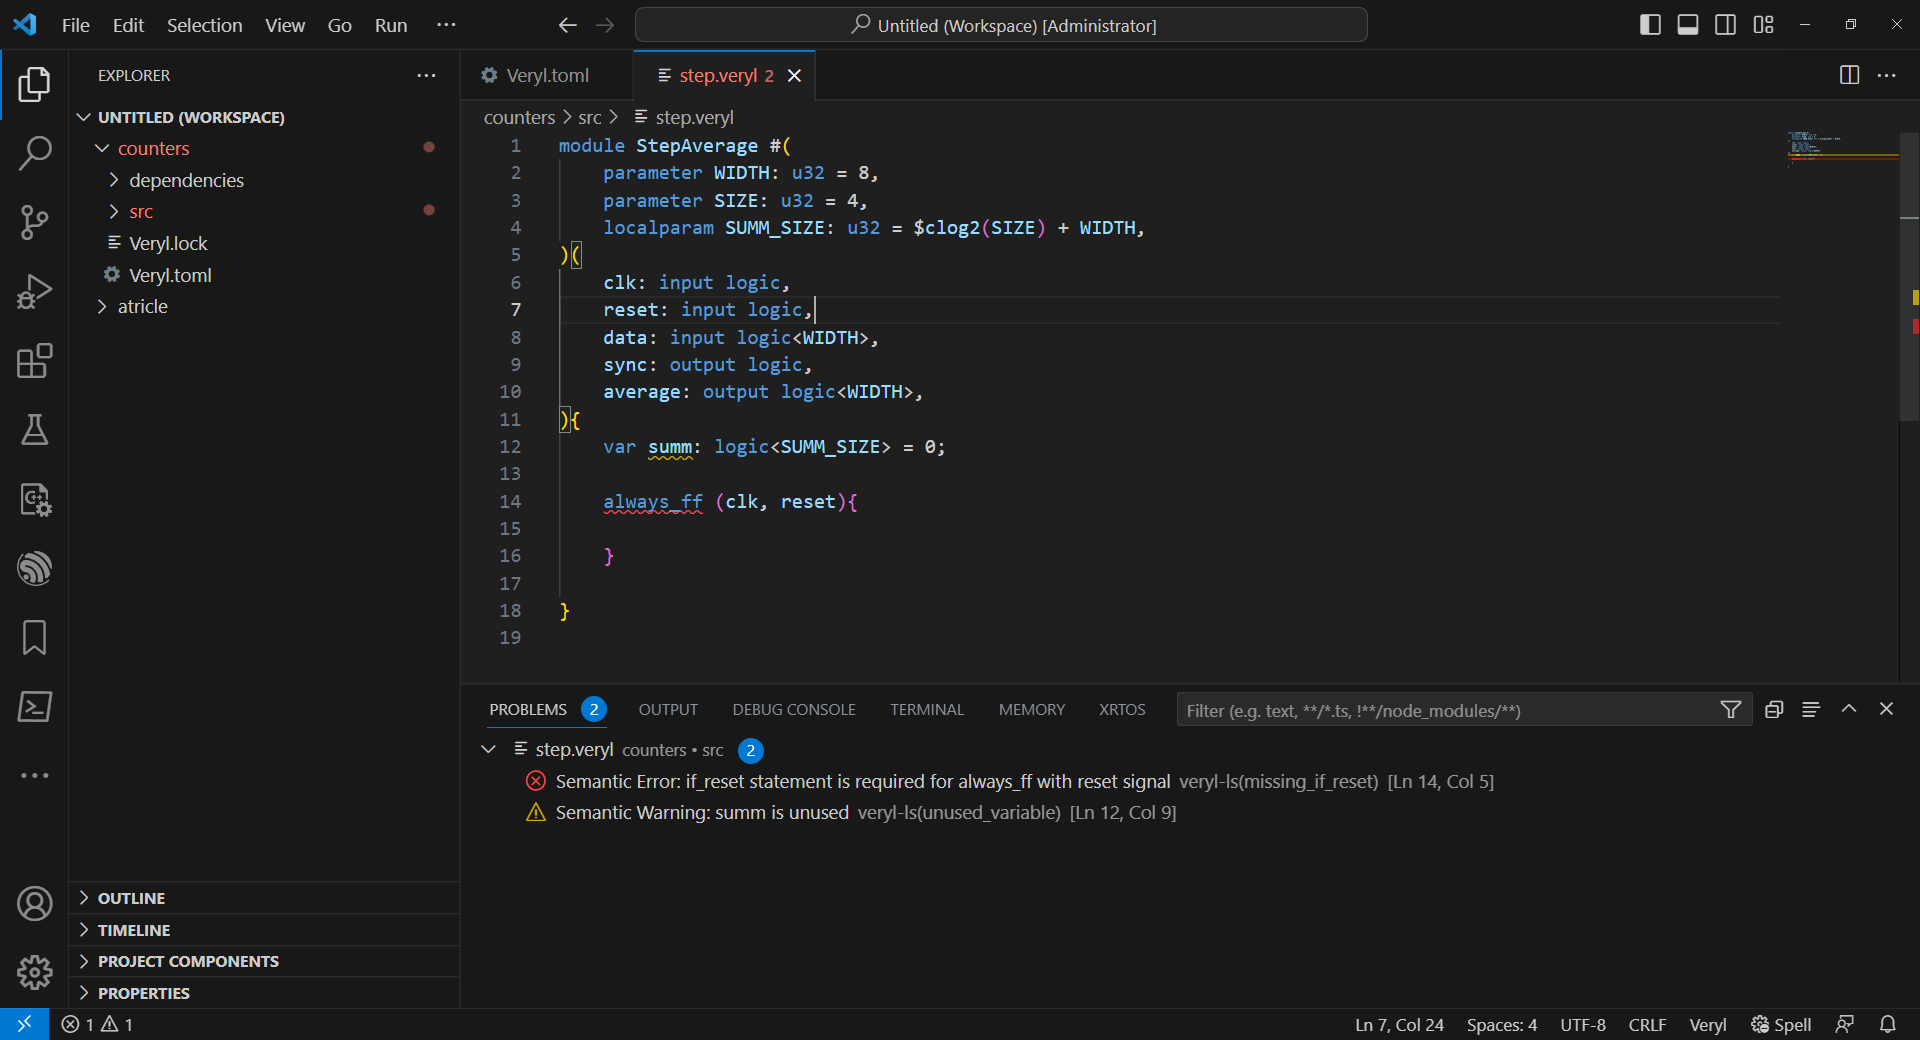 File Edit Selection View Go Run ··· Untitled (Workspace) [Administrator]
EXPLORER ···
UNTITLED (WORKSPACE)
counters
dependencies
src
Veryl.lock
Veryl.toml
atricle
OUTLINE
TIMELINE
PROJECT COMPONENTS
PROPERTIES
Veryl.toml step.veryl 2
counters > src > step.veryl
1 module StepAverage #(
2 parameter WIDTH: u32 = 8,
3 parameter SIZE: u32 = 4,
4 localparam SUMM_SIZE: u32 = $clog2(SIZE) + WIDTH,
5 )(
6 clk: input logic,
7 reset: input logic,
8 data: input logic<WIDTH>,
9 sync: output logic,
10 average: output logic<WIDTH>,
11 ){
12 var summ: logic<SUMM_SIZE> = 0;
13
14 always_ff (clk, reset){
15
16 }
17
18 }
19
PROBLEMS 2 OUTPUT DEBUG CONSOLE TERMINAL MEMORY XRTOS Filter (e.g. text, **/*.ts, !**/node_modules/**)
step.veryl counters • src 2
Semantic Error: if_reset statement is required for always_ff with reset signal veryl-ls(missing_if_reset) [Ln 14, Col 5]
Semantic Warning: summ is unused veryl-ls(unused_variable) [Ln 12, Col 9]
1 1 Ln 7, Col 24 Spaces: 4 UTF-8 CRLF Veryl Spell